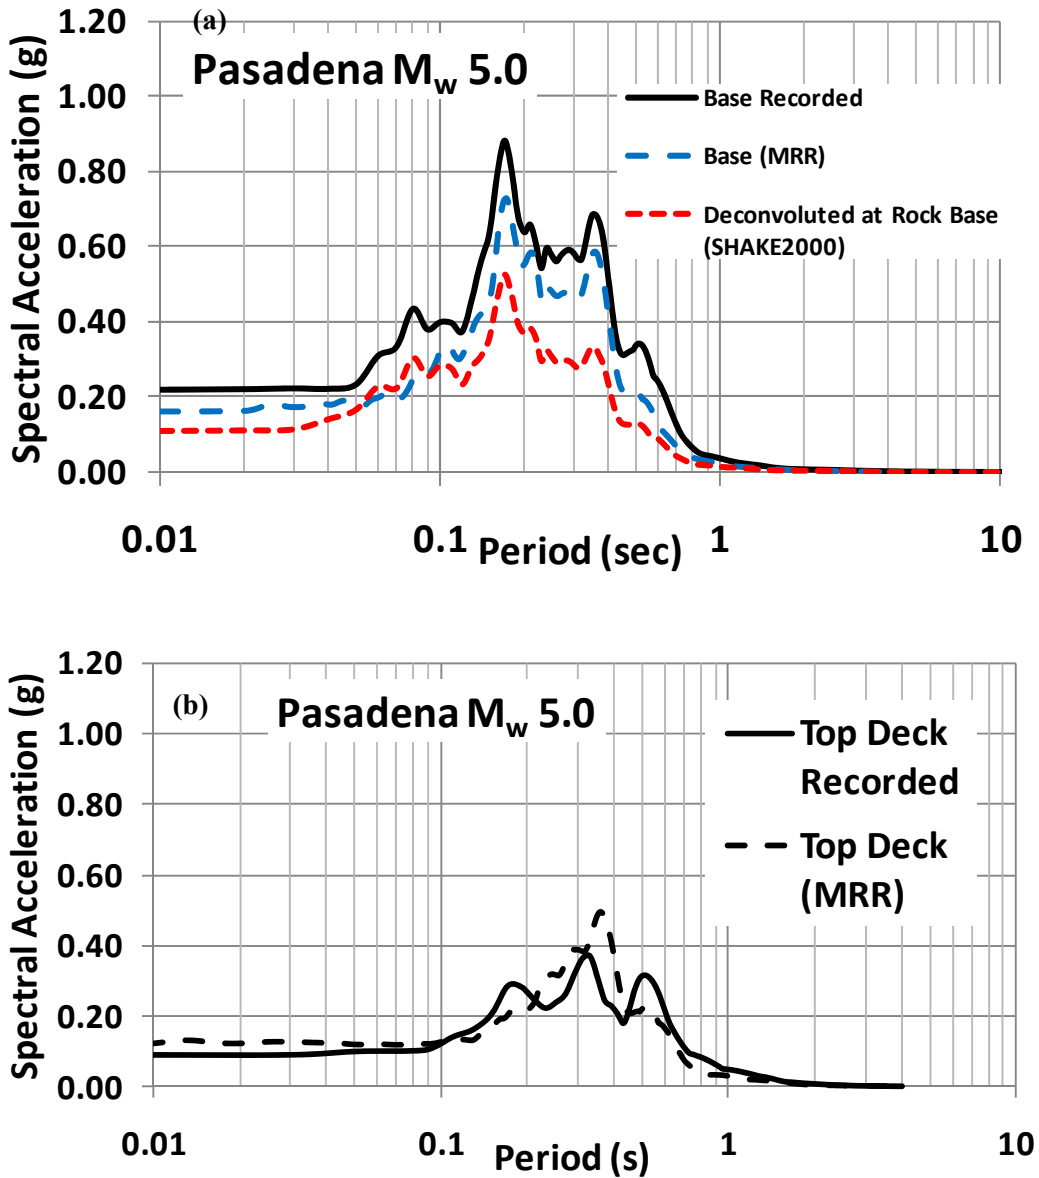 (a)
Pasadena Mw 5.0
Spectral Acceleration (g)
1.20
1.00
0.80
0.60
0.40
0.20
0.00
Base Recorded
Base (MRR)
Deconvoluted at Rock Base
(SHAKE2000)
0.01 0.1 1 10
Period (sec)
(b)
Pasadena Mw 5.0
Spectral Acceleration (g)
1.20
1.00
0.80
0.60
0.40
0.20
0.00
Top Deck
Recorded
Top Deck
(MRR)
0.01 0.1 1 10
Period (s)